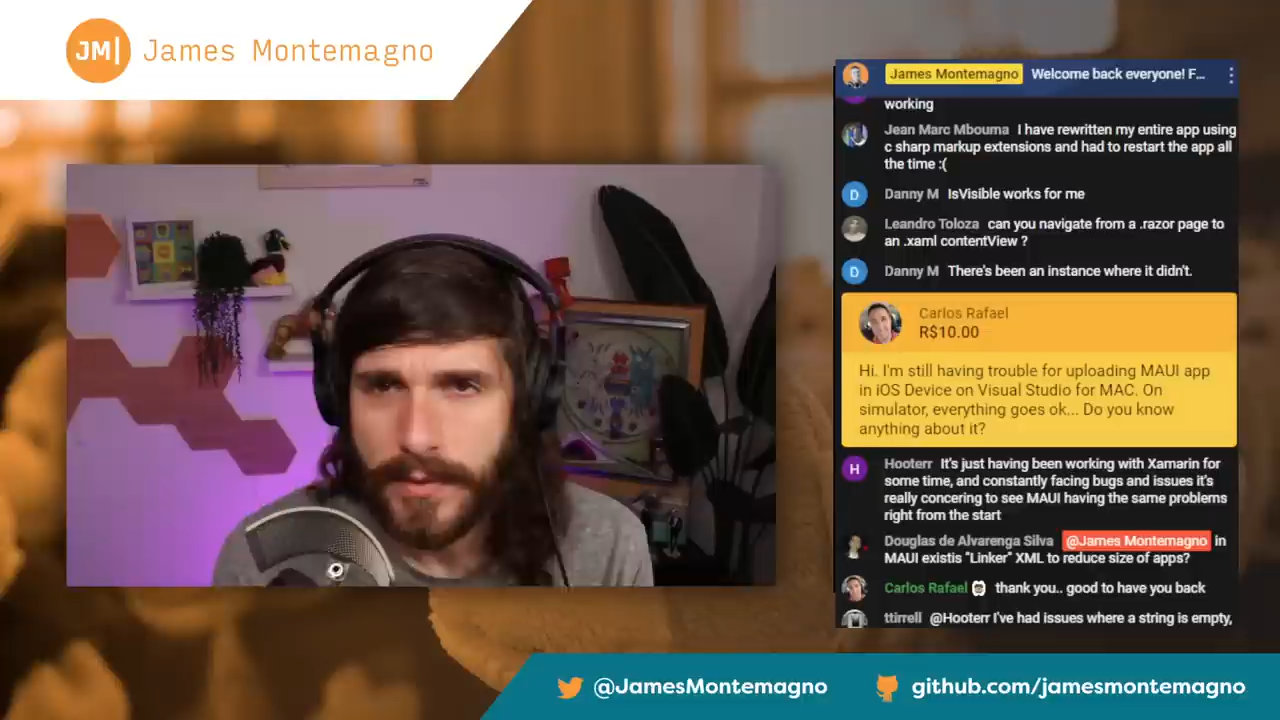 JM|
James Montemagno
James Montemagno Welcome back everyone! F...
working
Jean Marc Mbouma I have rewritten my entire app using
c sharp markup extensions and had to restart the app all
the time :(
D
Danny M IsVisible works for me
Leandro Toloza can you navigate from a .razor page to
an .xaml contentView ?
D
Danny M There's been an instance where it didn't.
Carlos Rafael
R$10.00
Hi. I'm still having trouble for uploading MAUI app
in iOS Device on Visual Studio for MAC. On
simulator, everything goes ok... Do you know
anything about it?
H
Hooterr It's just having been working with Xamarin for
some time, and constantly facing bugs and issues it's
really concering to see MAUI having the same problems
right from the start
Douglas de Alvarenga Silva @James Montemagno in
MAUI existis "Linker" XML to reduce size of apps?
Carlos Rafael thank you.. good to have you back
ttirrell @Hooterr I've had issues where a string is empty,
@JamesMontemagno
github.com/jamesmontemagno